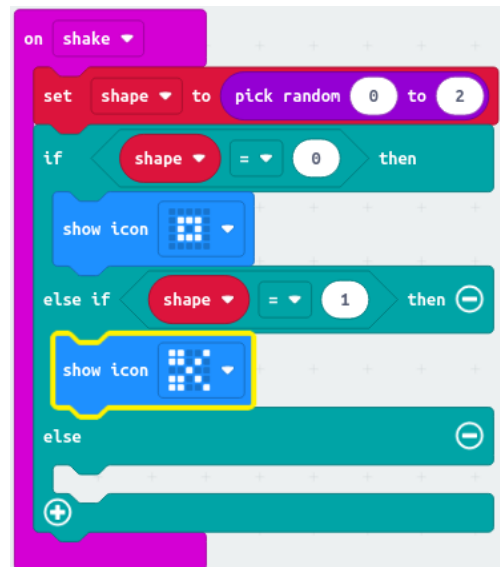 on shake
set shape to pick random 0 to 2
if shape = 0 then
show icon
else if shape = 1 then
show icon
else